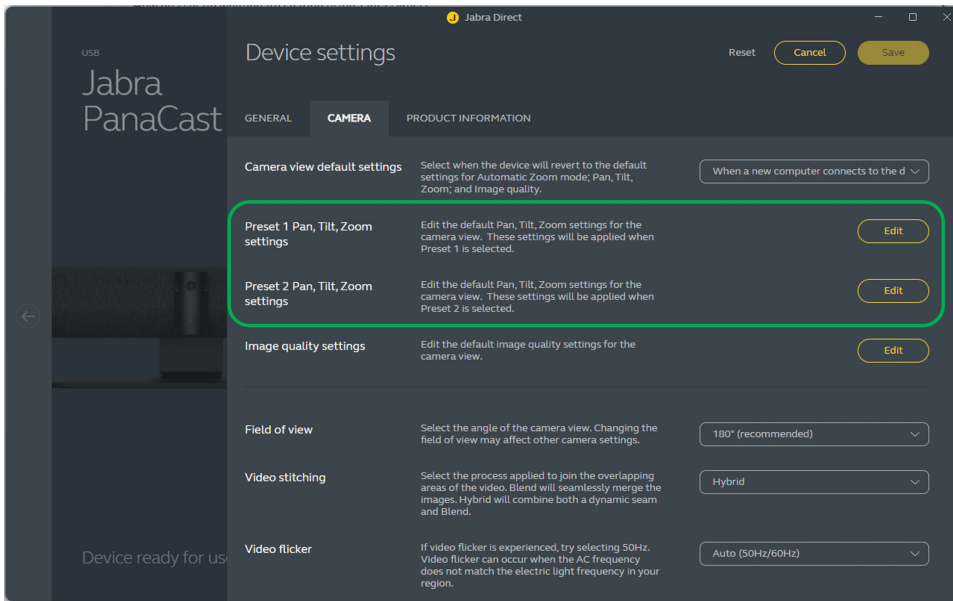 Jabra Direct
USB
Jabra
PanaCast
Device settings
Reset
Cancel
Save
GENERAL
CAMERA
PRODUCT INFORMATION
Camera view default settings
Select when the device will revert to the default
settings for Automatic Zoom mode; Pan, Tilt,
Zoom; and Image quality.
When a new computer connects to the d
Preset 1 Pan, Tilt, Zoom
settings
Edit the default Pan, Tilt, Zoom settings for the
camera view. These settings will be applied when
Preset 1 is selected.
Edit
Preset 2 Pan, Tilt, Zoom
settings
Edit the default Pan, Tilt, Zoom settings for the
camera view. These settings will be applied when
Preset 2 is selected.
Edit
Image quality settings
Edit the default image quality settings for the
camera view.
Edit
Field of view
Select the angle of the camera view. Changing the
field of view may affect other camera settings.
180° (recommended)
Video stitching
Select the process applied to join the overlapping
areas of the video. Blend will seamlessly merge the
images. Hybrid will combine both a dynamic seam
and Blend.
Hybrid
Video flicker
If video flicker is experienced, try selecting 50Hz.
Video flicker can occur when the AC frequency
does not match the electric light frequency in your
region.
Auto (50Hz/60Hz)
Device ready for us